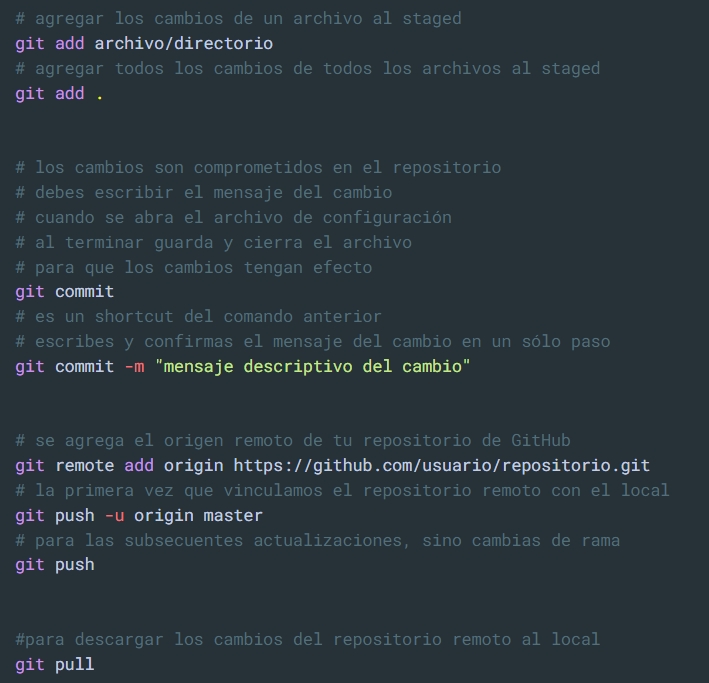 # agregar los cambios de un archivo al staged
git add archivo/directorio
# agregar todos los cambios de todos los archivos al staged
git add .
# los cambios son comprometidos en el repositorio
# debes escribir el mensaje del cambio
# cuando se abra el archivo de configuración
# al terminar guarda y cierra el archivo
# para que los cambios tengan efecto
git commit
# es un shortcut del comando anterior
# escribes y confirmas el mensaje del cambio en un sólo paso
git commit -m "mensaje descriptivo del cambio"
# se agrega el origen remoto de tu repositorio de GitHub
git remote add origin https://github.com/usuario/repositorio.git
# la primera vez que vinculamos el repositorio remoto con el local
git push -u origin master
# para las subsecuentes actualizaciones, sino cambias de rama
git push
#para descargar los cambios del repositorio remoto al local
git pull